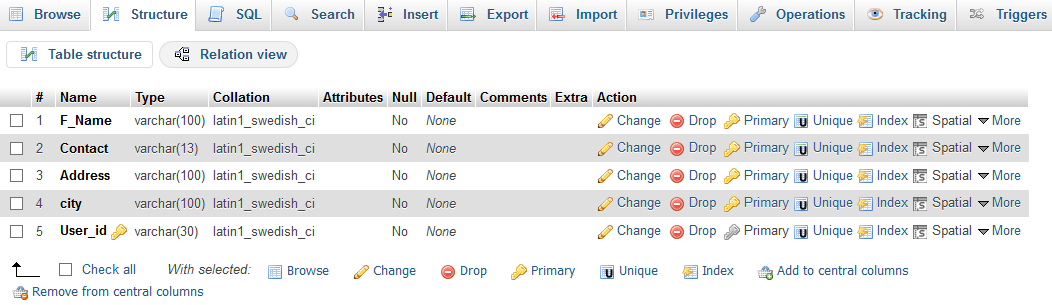 Browse Structure SQL Search Insert Export Import Privileges Operations Tracking Triggers
Table structure Relation view
# Name Type Collation Attributes Null Default Comments Extra Action
1 F_Name varchar(100) latin1_swedish_ci No None Change Drop Primary Unique Index Spatial More
2 Contact varchar(13) latin1_swedish_ci No None Change Drop Primary Unique Index Spatial More
3 Address varchar(100) latin1_swedish_ci No None Change Drop Primary Unique Index Spatial More
4 city varchar(100) latin1_swedish_ci No None Change Drop Primary Unique Index Spatial More
5 User_id varchar(30) latin1_swedish_ci No None Change Drop Primary Unique Index Spatial More
Check all With selected: Browse Change Drop Primary Unique Index Add to central columns
Remove from central columns